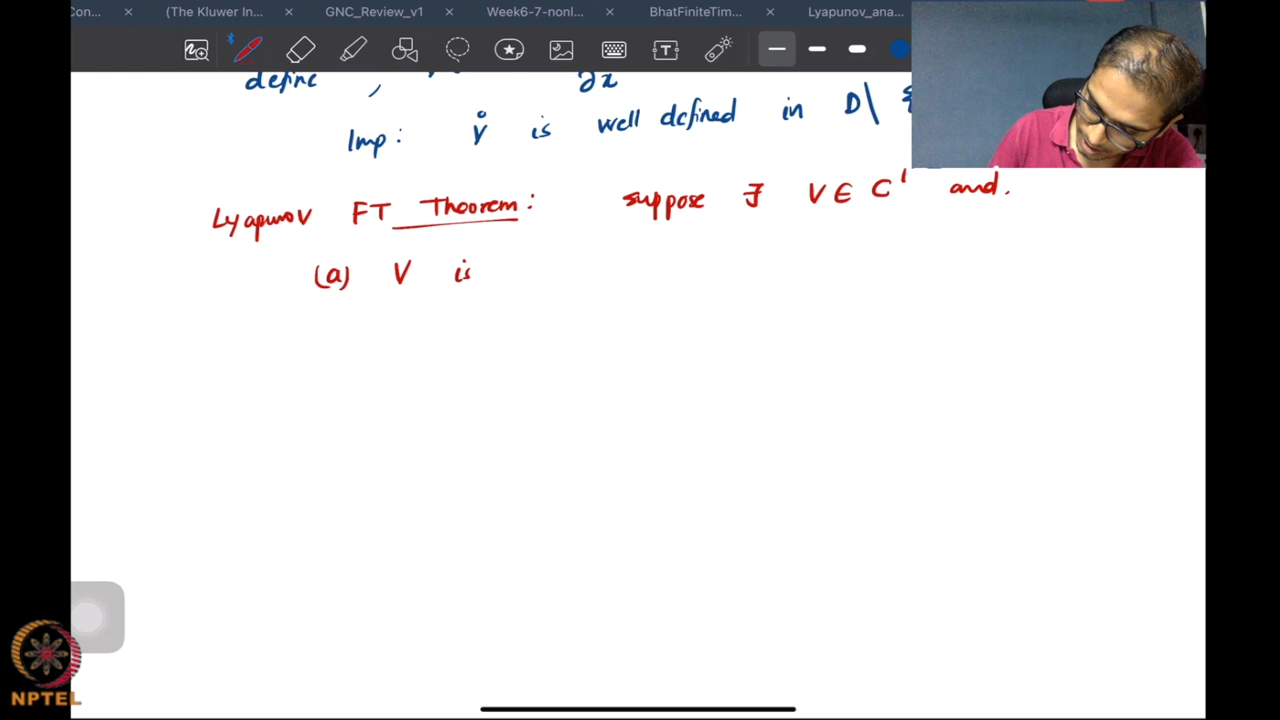 Con... × (The Kluwer In... × GNC_Review_v1 × Week6-7-nonl... × BhatFiniteTim... × Lyapunov_ana...
define , ∂x
Imp: V̇ is well defined in D\ {
Lyapunov FT Theorem: suppose ∃ V ∈ C¹ and.
(a) V is
NPTEL